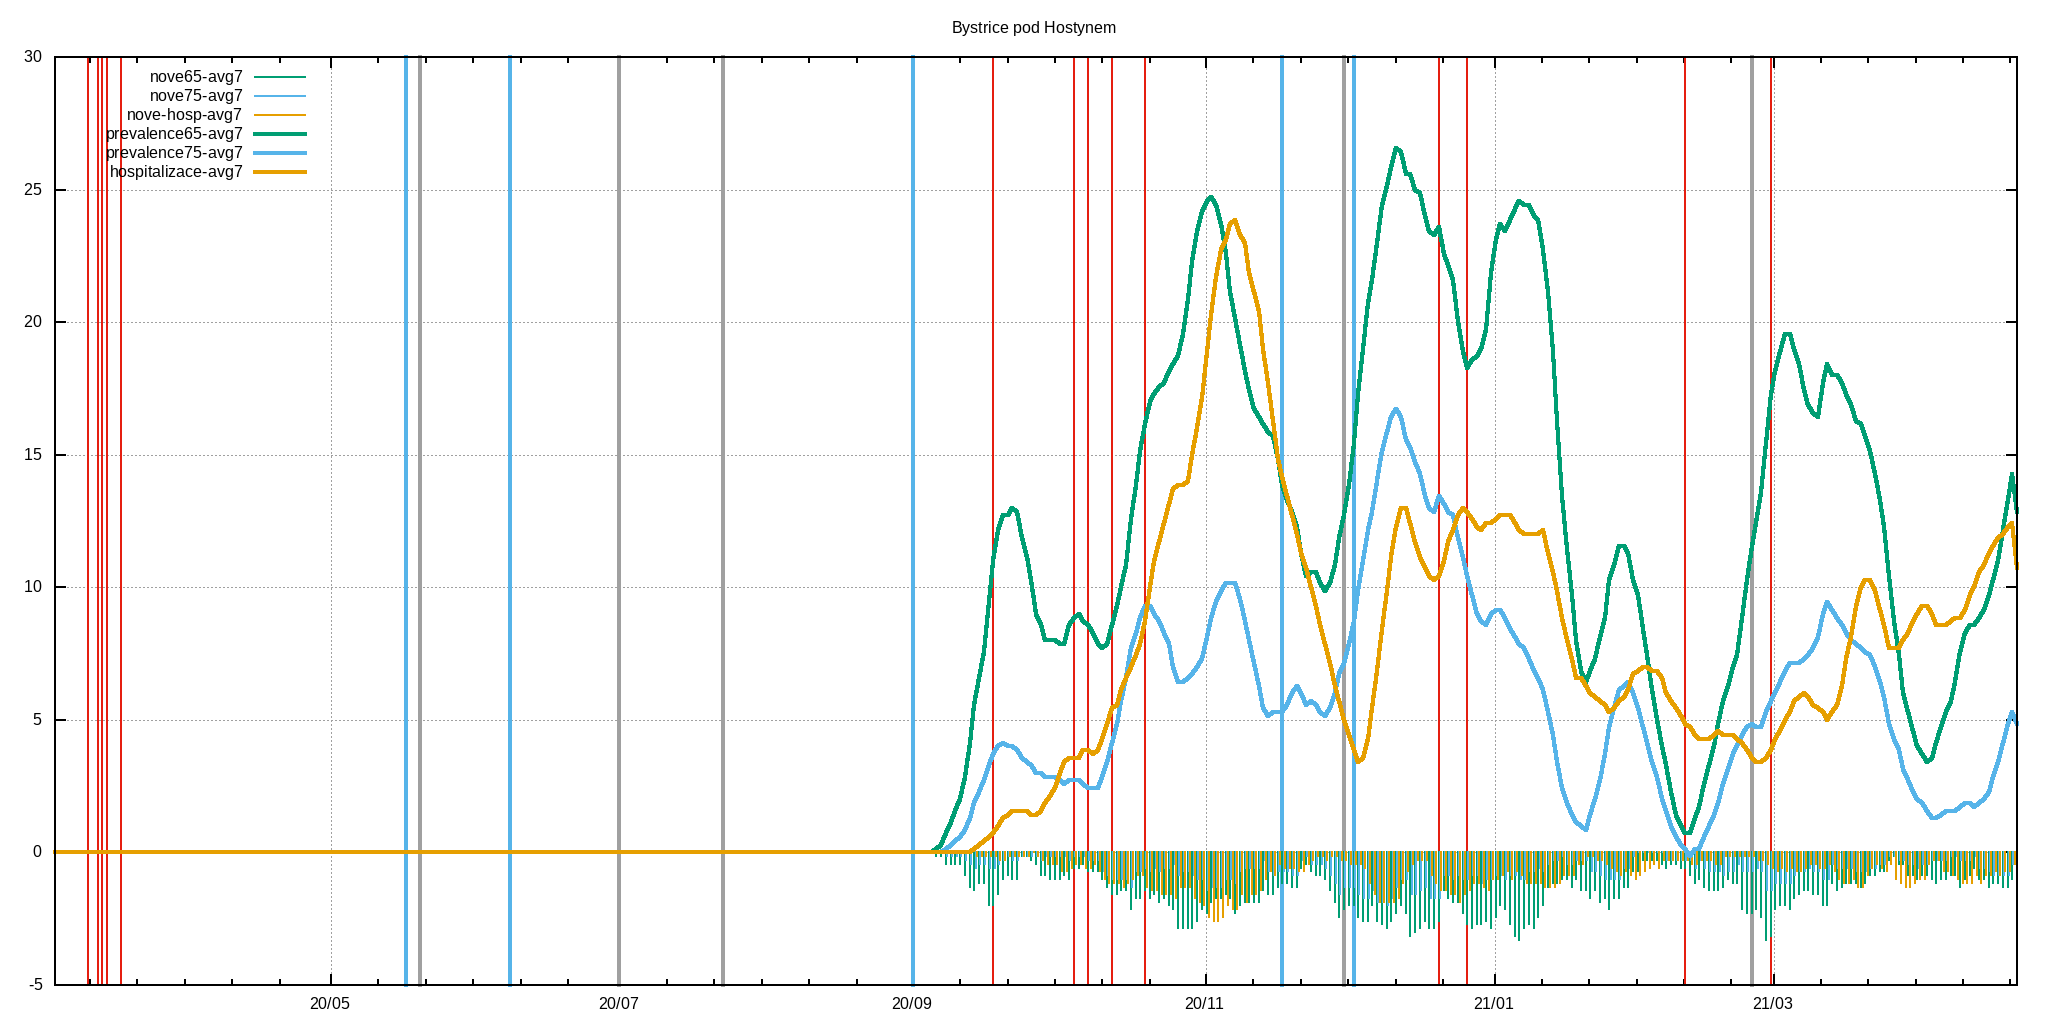 Bystrice pod Hostynem
30
25
20
15
10
5
0
-5
nove65-avg7
nove75-avg7
nove-hosp-avg7
prevalence65-avg7
prevalence75-avg7
hospitalizace-avg7
20/05 20/07 20/09 20/11 21/01 21/03